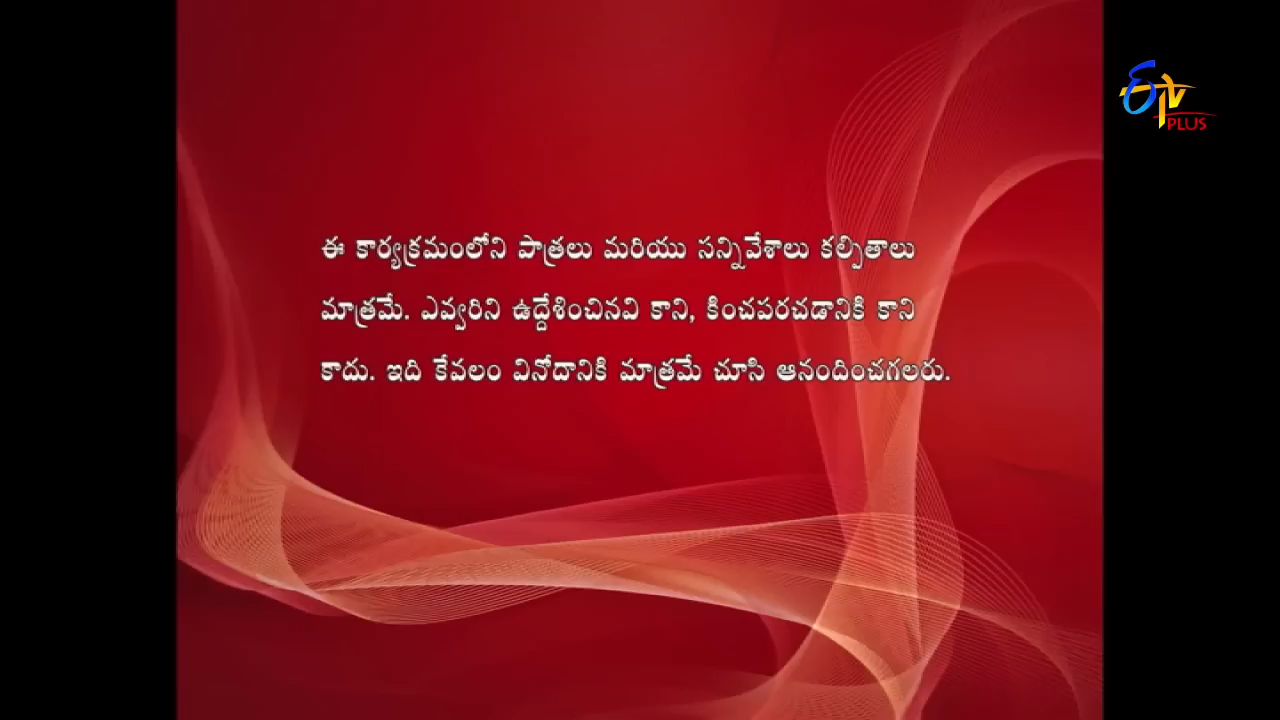 ETV
PLUS
ఈ కార్యక్రమంలోని పాత్రలు మరియు సన్నివేశాలు కల్పితాలు
మాత్రమే. ఎవ్వరిని ఉద్దేశించినవి కాని, కించపరచడానికి కాని
కాదు. ఇది కేవలం వినోదానికి మాత్రమే చూసి ఆనందించగలరు.